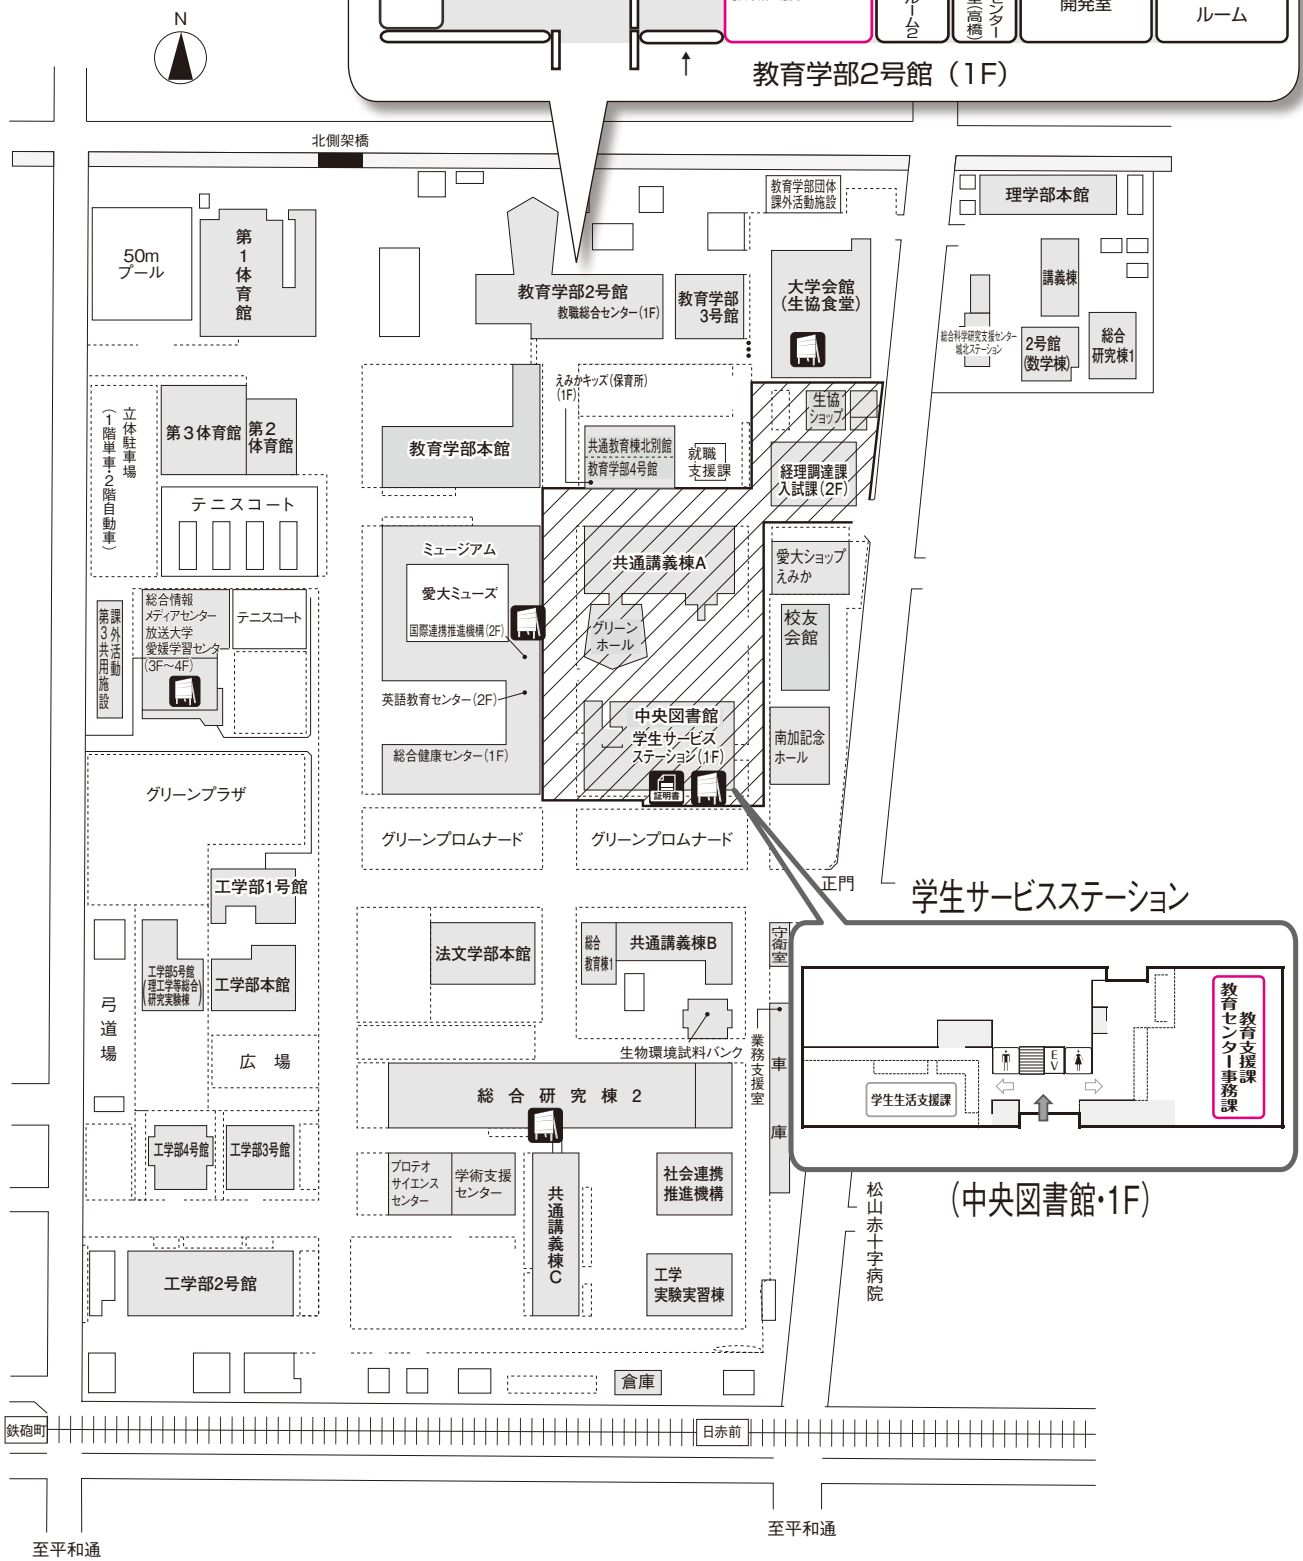 ルーム2
センター
室(高橋)
開発室
ルーム
教育学部2号館（1F）
N
北側架橋
50m
プール
第1体育館
教育学部2号館
教職総合センター(1F)
教育学部
3号館
教育学部団体
課外活動施設
大学会館
(生協食堂)
理学部本館
講義棟
総合科学研究支援センター
城北ステーション
2号館
(数学棟)
総合
研究棟1
えみかキッズ(保育所)
(1F)
生協
ショップ
立体駐車場
（1階単車・2階自動車）
第3体育館
第2
体育館
教育学部本館
共通教育棟北別館
教育学部4号館
就職
支援課
経理調達課
入試課(2F)
テニスコート
ミュージアム
愛大ミューズ
国際連携推進機構(2F)
英語教育センター(2F)
総合健康センター(1F)
共通講義棟A
グリーン
ホール
愛大ショップ
えみか
校友
会館
課外活動
第3共用施設
総合情報
メディアセンター
放送大学
愛媛学習センター
(3F〜4F)
テニスコート
中央図書館
学生サービス
ステーション(1F)
証明書
南加記念
ホール
グリーンプラザ
グリーンプロムナード
グリーンプロムナード
正門
工学部1号館
学生サービスステーション
法文学部本館
総合
教育棟1
共通講義棟B
守衛室
工学部5号館
(理工学等総合)
研究実験棟
工学部本館
弓道場
広場
生物環境試料バンク
業務支援室
車庫
EV
学生生活支援課
教育支援課
教育センター事務課
（中央図書館・1F）
総合研究棟2
工学部4号館
工学部3号館
プロテオ
サイエンス
センター
学術支援
センター
共通講義棟C
社会連携
推進機構
松山赤十字病院
工学部2号館
工学
実験実習棟
倉庫
鉄砲町
日赤前
至平和通
至平和通